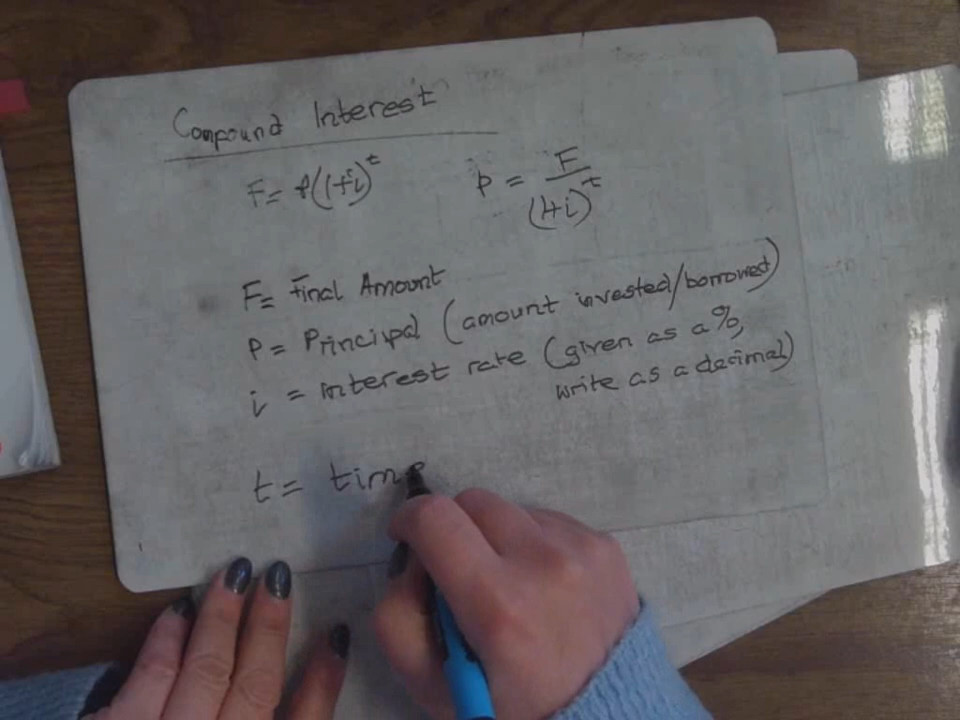 Compound Interest
F = P(1+i)^t
P = F/(1+i)^t
F = Final Amount
P = Principal (amount invested/borrowed)
i = interest rate (given as a %,
write as a decimal)
t = time